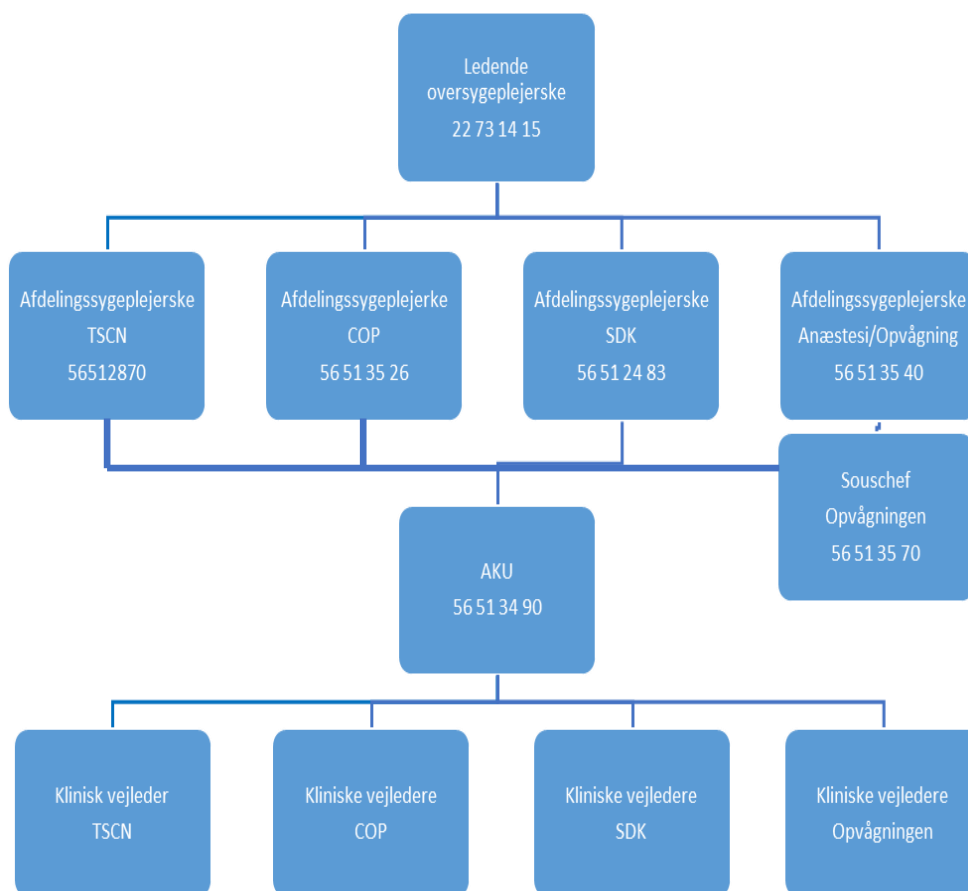 Ledende
oversygeplejerske
22 73 14 15
Afdelingssygeplejerske
TSCN
56512870
Afdelingssygeplejerke
COP
56 51 35 26
Afdelingssygeplejerske
SDK
56 51 24 83
Afdelingssygeplejerske
Anæstesi/Opvågning
56 51 35 40
Souschef
Opvågningen
56 51 35 70
AKU
56 51 34 90
Klinisk vejleder
TSCN
Kliniske vejledere
COP
Kliniske vejledere
SDK
Kliniske vejledere
Opvågningen